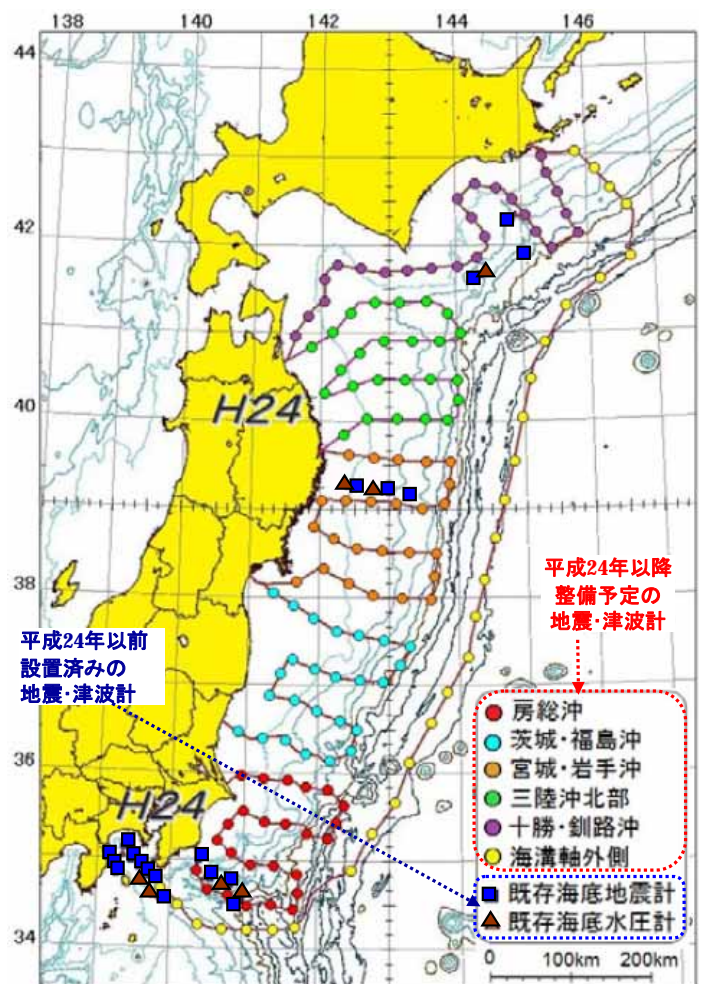 138
140
142
144
146
44
42
40
38
36
34
H24
H24
平成24年以降
整備予定の
地震・津波計
平成24年以前
設置済みの
地震・津波計
房総沖
茨城・福島沖
宮城・岩手沖
三陸沖北部
十勝・釧路沖
海溝軸外側
既存海底地震計
既存海底水圧計
0 100km 200km